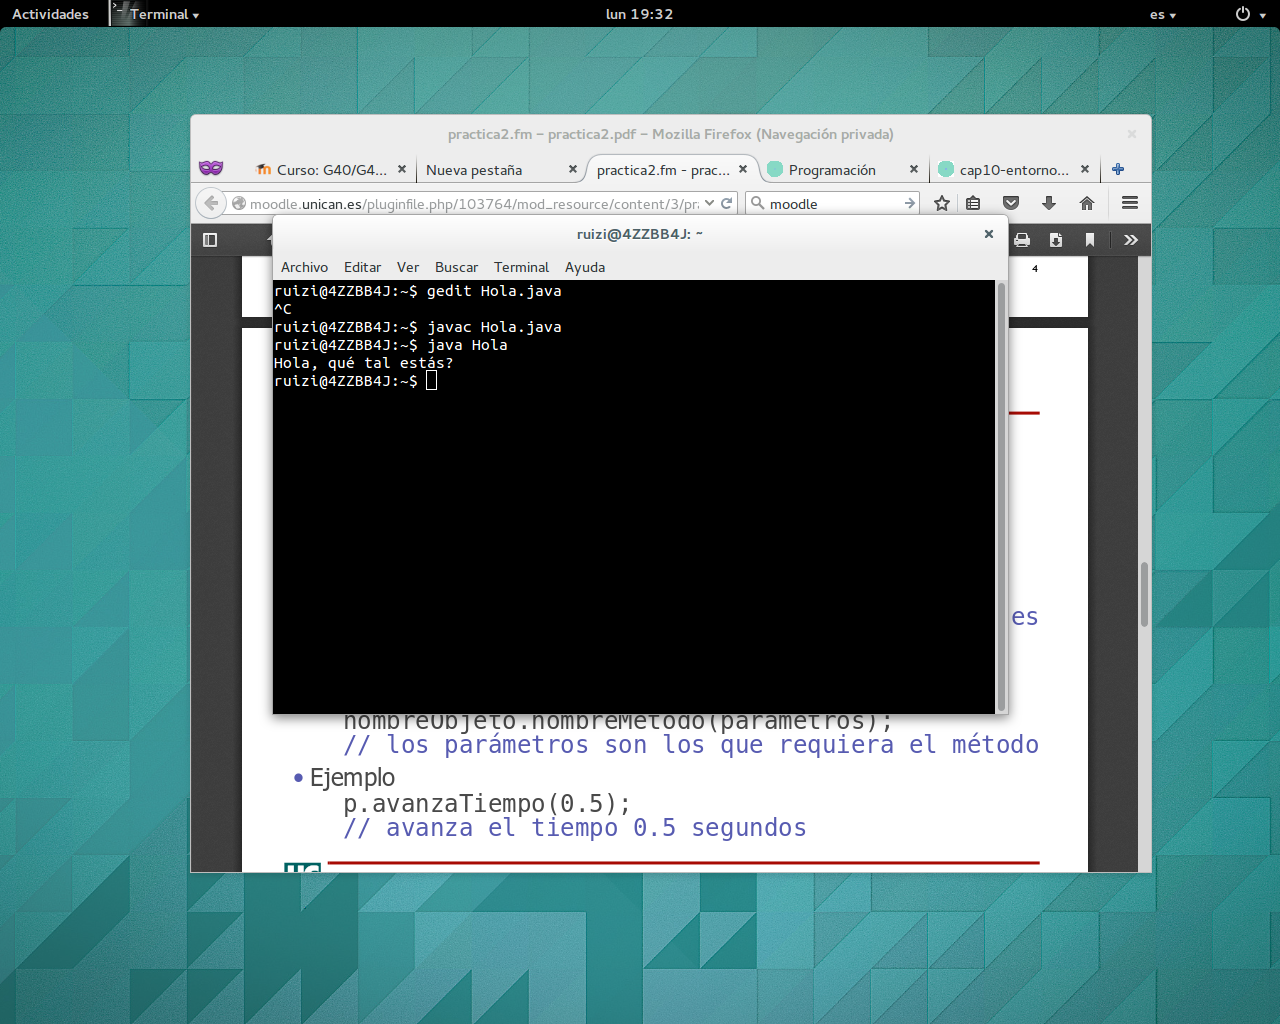 Actividades
Terminal
lun 19:32
es
practica2.fm - practica2.pdf - Mozilla Firefox (Navegación privada)
Curso: G40/G4...
Nueva pestaña
practica2.fm - prac...
Programación
cap10-entorno...
moodle.unican.es/pluginfile.php/103764/mod_resource/content/3/pra
moodle
ruizi@4ZZBB4J: ~
Archivo Editar Ver Buscar Terminal Ayuda
4
ruizi@4ZZBB4J:~$ gedit Hola.java
^C
ruizi@4ZZBB4J:~$ javac Hola.java
ruizi@4ZZBB4J:~$ java Hola
Hola, qué tal estás?
ruizi@4ZZBB4J:~$
es
nombreObjeto.nombreMetodo(parámetros);
// los parámetros son los que requiera el método
• Ejemplo
p.avanzaTiempo(0.5);
// avanza el tiempo 0.5 segundos